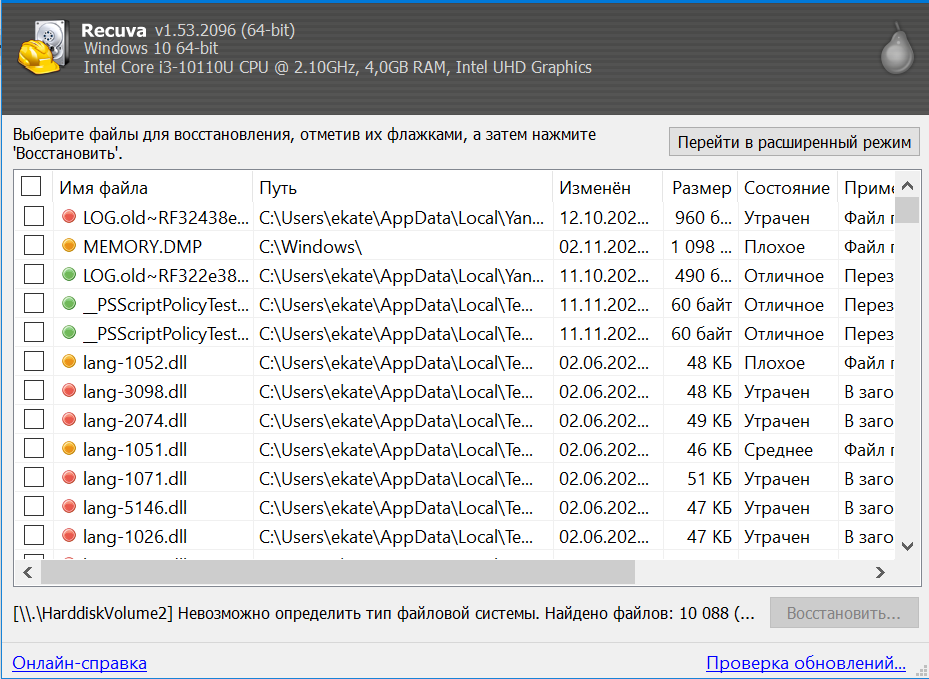 Recuva v1.53.2096 (64-bit)
Windows 10 64-bit
Intel Core i3-10110U CPU @ 2.10GHz, 4,0GB RAM, Intel UHD Graphics
Выберите файлы для восстановления, отметив их флажками, а затем нажмите
'Восстановить'.
Перейти в расширенный режим
Имя файла Путь Изменён Размер Состояние Приме
LOG.old~RF32438e... C:\Users\ekate\AppData\Local\Yan... 12.10.202... 960 б... Утрачен Файл г
MEMORY.DMP C:\Windows\ 02.11.202... 1 098 ... Плохое Файл г
LOG.old~RF322e38... C:\Users\ekate\AppData\Local\Yan... 11.10.202... 490 б... Отличное Перез
__PSScriptPolicyTest... C:\Users\ekate\AppData\Local\Te... 11.11.202... 60 байт Отличное Перез
__PSScriptPolicyTest... C:\Users\ekate\AppData\Local\Te... 11.11.202... 60 байт Отличное Перез
lang-1052.dll C:\Users\ekate\AppData\Local\Te... 02.06.202... 48 КБ Плохое Файл г
lang-3098.dll C:\Users\ekate\AppData\Local\Te... 02.06.202... 48 КБ Утрачен В заго
lang-2074.dll C:\Users\ekate\AppData\Local\Te... 02.06.202... 49 КБ Утрачен В заго
lang-1051.dll C:\Users\ekate\AppData\Local\Te... 02.06.202... 46 КБ Среднее Файл г
lang-1071.dll C:\Users\ekate\AppData\Local\Te... 02.06.202... 51 КБ Утрачен В заго
lang-5146.dll C:\Users\ekate\AppData\Local\Te... 02.06.202... 47 КБ Утрачен В заго
lang-1026.dll C:\Users\ekate\AppData\Local\Te... 02.06.202... 47 КБ Утрачен В заго
[\\.\HarddiskVolume2] Невозможно определить тип файловой системы. Найдено файлов: 10 088 (...
Восстановить...
Онлайн-справка
Проверка обновлений...